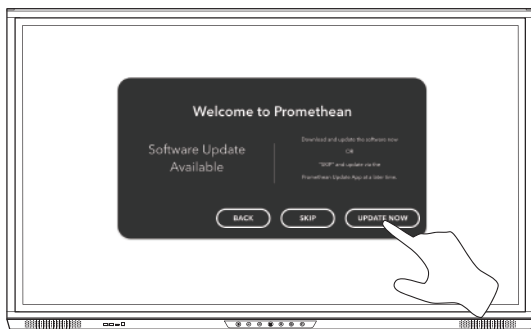 Welcome to Promethean
Software Update
Available
Download and update the software now
OR
"SKIP" and update via the
Promethean Update App at a later time.
BACK
SKIP
UPDATE NOW